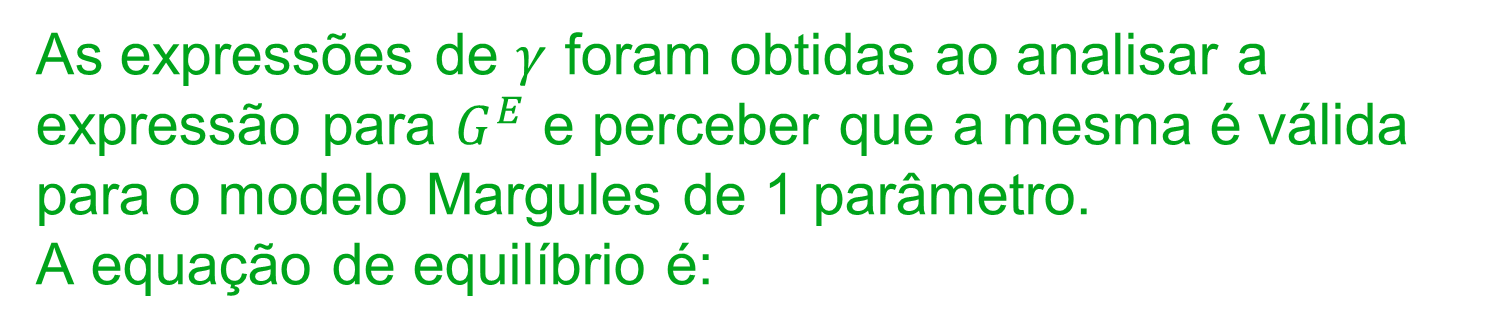 As expressões de γ foram obtidas ao analisar a
expressão para G^E e perceber que a mesma é válida
para o modelo Margules de 1 parâmetro.
A equação de equilíbrio é: